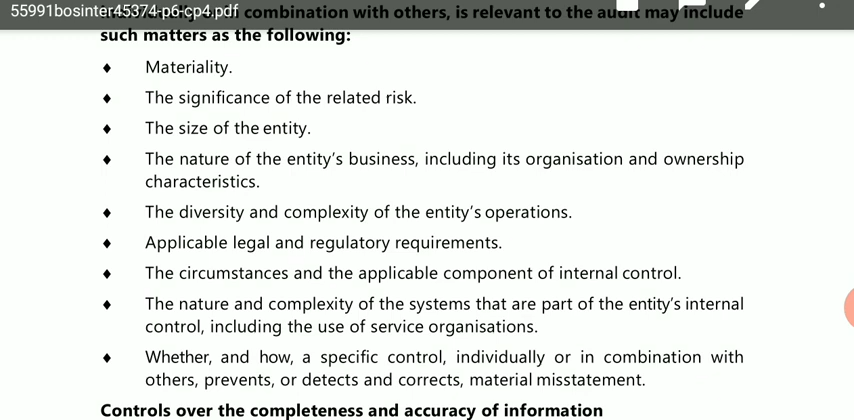 55991bosinter45374-p6-cp4.pdf
combination with others, is relevant to the audit may include
such matters as the following:
♦ Materiality.
♦ The significance of the related risk.
♦ The size of the entity.
♦ The nature of the entity's business, including its organisation and ownership
characteristics.
♦ The diversity and complexity of the entity's operations.
♦ Applicable legal and regulatory requirements.
♦ The circumstances and the applicable component of internal control.
♦ The nature and complexity of the systems that are part of the entity's internal
control, including the use of service organisations.
♦ Whether, and how, a specific control, individually or in combination with
others, prevents, or detects and corrects, material misstatement.
Controls over the completeness and accuracy of information